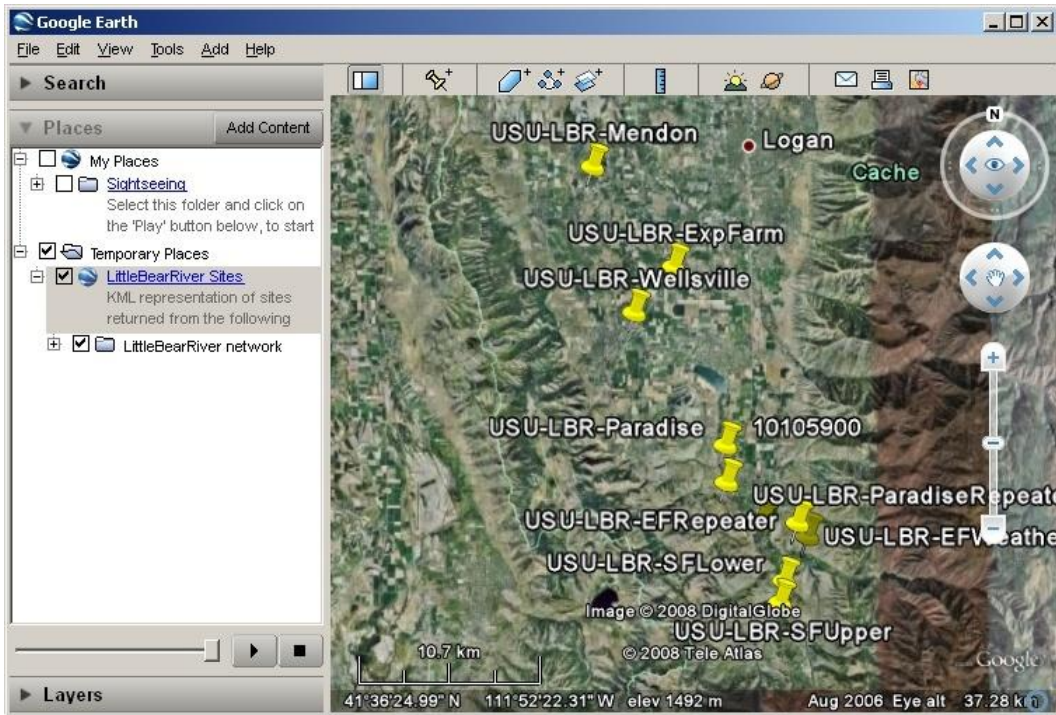 Google Earth
File Edit View Tools Add Help
Search
Places
Add Content
My Places
Sightseeing
Select this folder and click on
the 'Play' button below, to start
Temporary Places
LittleBearRiver Sites
KML representation of sites
returned from the following
LittleBearRiver network
Layers
N
USU-LBR-Mendon
Logan
Cache
USU-LBR-ExpFarm
USU-LBR-Wellsville
USU-LBR-Paradise
10105900
USU-LBR-ParadiseRepeate
USU-LBR-EFRepeater
USU-LBR-EFWeathe
USU-LBR-SFLower
Image © 2008 DigitalGlobe
USU-LBR-SFUpper
10.7 km
© 2008 Tele Atlas
Google
41°36'24.99" N 111°52'22.31" W elev 1492 m Aug 2006 Eye alt 37.28 km